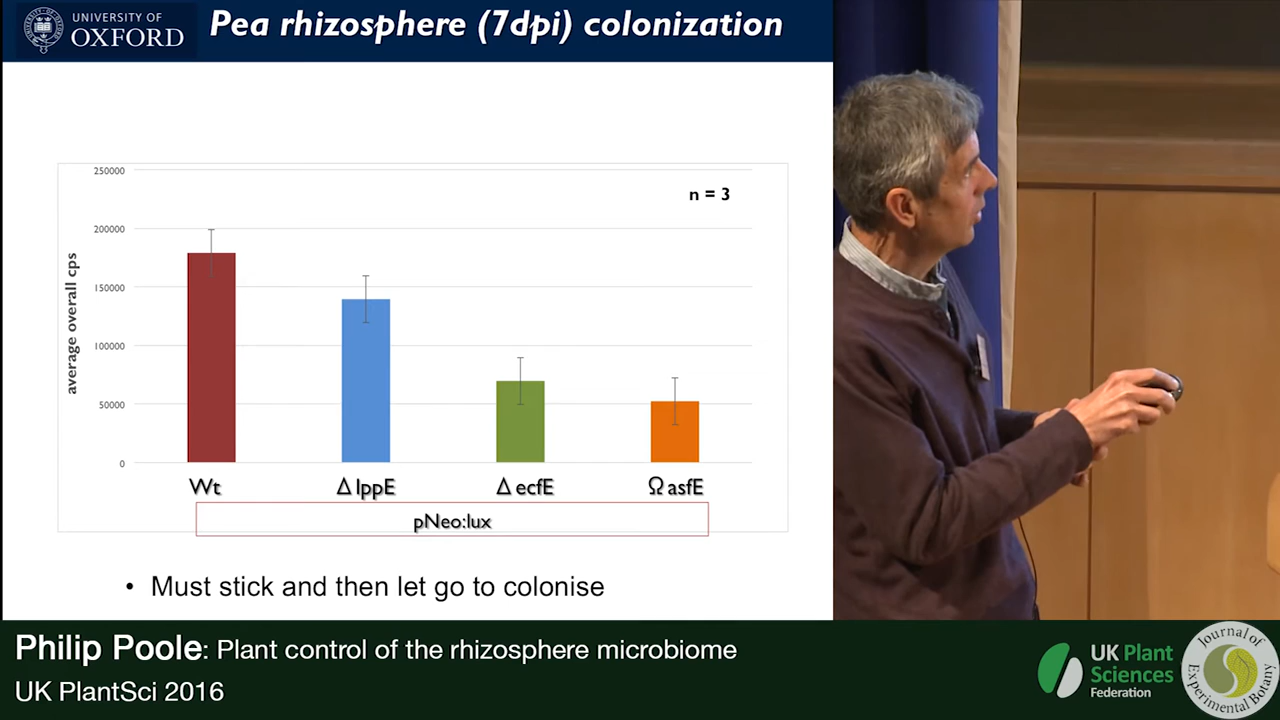 UNIVERSITY OF
OXFORD
Pea rhizosphere (7dpi) colonization
250000
n = 3
200000
150000
100000
50000
0
average overall cps
Wt
Δ lppE
Δ ecfE
Ω asfE
pNeo:lux
• Must stick and then let go to colonise
Philip Poole: Plant control of the rhizosphere microbiome
UK PlantSci 2016
UK Plant
Sciences
Federation
Journal of
Experimental Botany